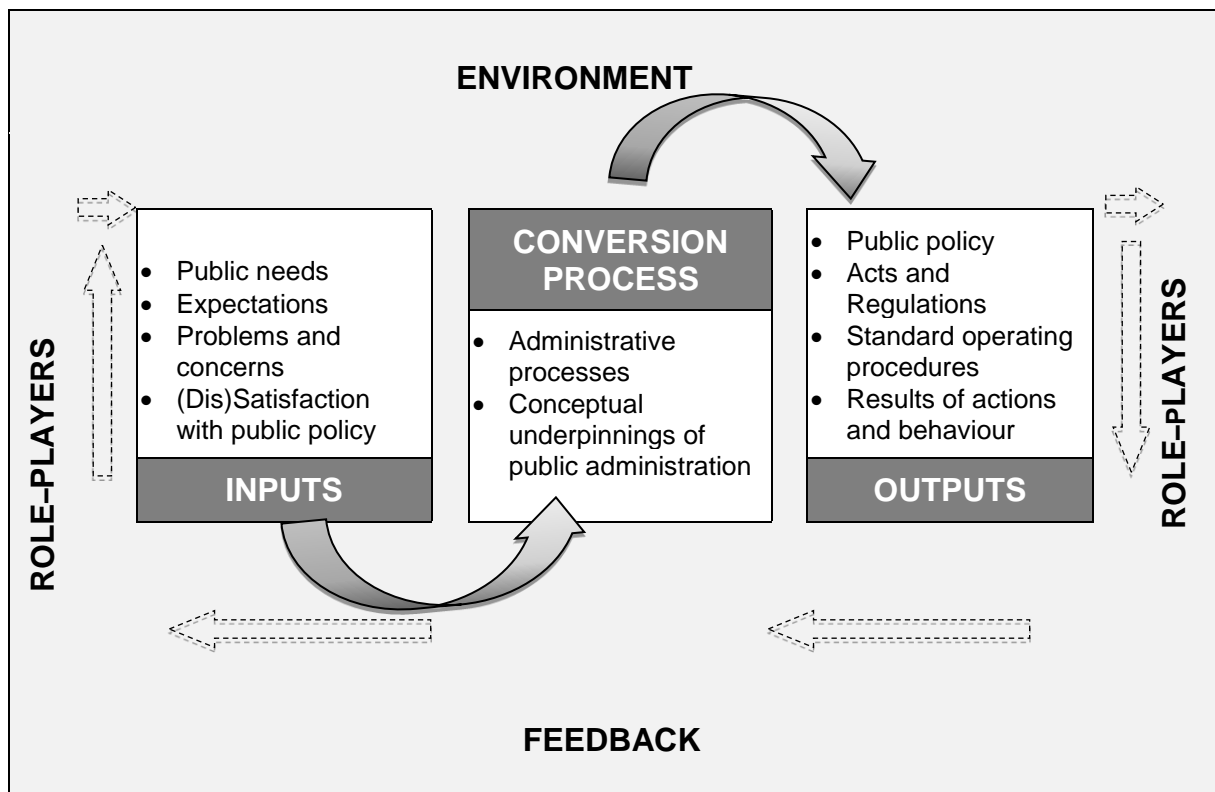 ENVIRONMENT
ROLE–PLAYERS
• Public needs
• Expectations
• Problems and
concerns
• (Dis)Satisfaction
with public policy
INPUTS
CONVERSION
PROCESS
• Administrative
processes
• Conceptual
underpinnings of
public administration
• Public policy
• Acts and
Regulations
• Standard operating
procedures
• Results of actions
and behaviour
OUTPUTS
ROLE–PLAYERS
FEEDBACK